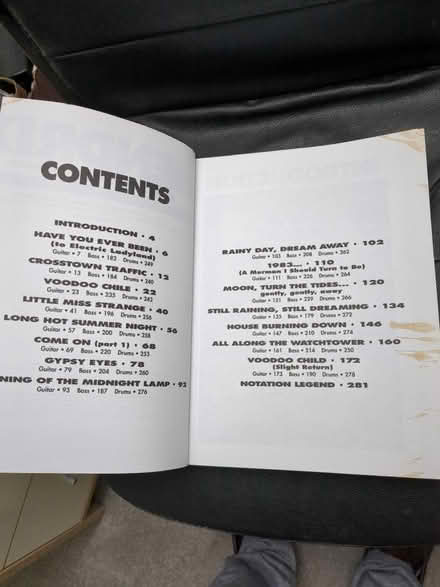 CONTENTS
INTRODUCTION • 4
HAVE YOU EVER BEEN • 6
(to Electric Ladyland)
Guitar • 7 Bass • 183 Drums • 249
CROSSTOWN TRAFFIC • 12
Guitar • 13 Bass • 184 Drums • 240
VOODOO CHILE • 22
Guitar • 23 Bass • 235 Drums • 242
LITTLE MISS STRANGE • 40
Guitar • 41 Bass • 196 Drums • 256
LONG HOT SUMMER NIGHT • 56
Guitar • 57 Bass • 200 Drums • 258
COME ON (part 1) • 68
Guitar • 69 Bass • 220 Drums • 253
GYPSY EYES • 78
Guitar • 79 Bass • 204 Drums • 260
NING OF THE MIDNIGHT LAMP • 92
Guitar • 93 Bass • 187 Drums • 276
RAINY DAY, DREAM AWAY • 102
Guitar • 103 Bass • 208 Drums • 262
1983... • 110
(A Merman I Should Turn to Be)
Guitar • 111 Bass • 226 Drums • 264
MOON, TURN THE TIDES... • 120
gently, gently, away
Guitar • 121 Bass • 229 Drums • 266
STILL RAINING, STILL DREAMING • 134
Guitar • 135 Bass • 179 Drums • 272
HOUSE BURNING DOWN • 146
Guitar • 147 Bass • 210 Drums • 274
ALL ALONG THE WATCHTOWER • 160
Guitar • 161 Bass • 214 Drums • 250
VOODOO CHILD • 172
(Slight Return)
Guitar • 173 Bass • 190 Drums • 278
NOTATION LEGEND • 281